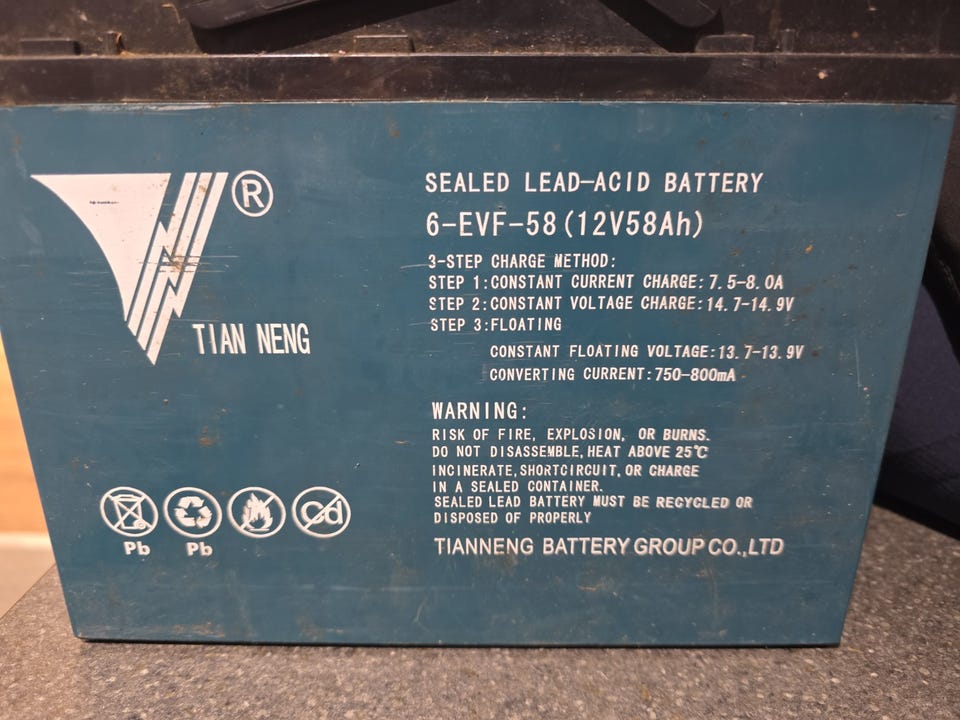 ®
TIAN NENG
SEALED LEAD-ACID BATTERY
6-EVF-58(12V58Ah)
3-STEP CHARGE METHOD:
STEP 1:CONSTANT CURRENT CHARGE:7.5-8.0A
STEP 2:CONSTANT VOLTAGE CHARGE:14.7-14.9V
STEP 3:FLOATING
CONSTANT FLOATING VOLTAGE:13.7-13.9V
CONVERTING CURRENT:750-800mA
WARNING:
RISK OF FIRE, EXPLOSION, OR BURNS.
DO NOT DISASSEMBLE,HEAT ABOVE 25℃
INCINERATE,SHORTCIRCUIT,OR CHARGE
IN A SEALED CONTAINER.
SEALED LEAD BATTERY MUST BE RECYCLED OR
DISPOSED OF PROPERLY
TIANNENG BATTERY GROUP CO.,LTD
Cd
Pb Pb